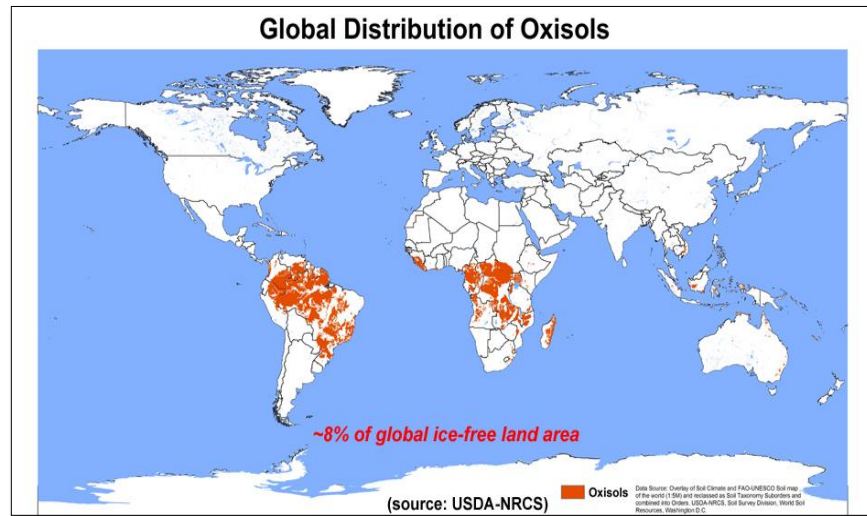 Global Distribution of Oxisols
~8% of global ice-free land area
(source: USDA-NRCS)
Oxisols
Data Source: Overlay of Soil Climate and FAO-UNESCO Soil map
of the world (1:5M) and reclassed as Soil Taxonomy Suborders and
combined into Orders. USDA-NRCS, Soil Survey Division, World Soil
Resources, Washington D.C.